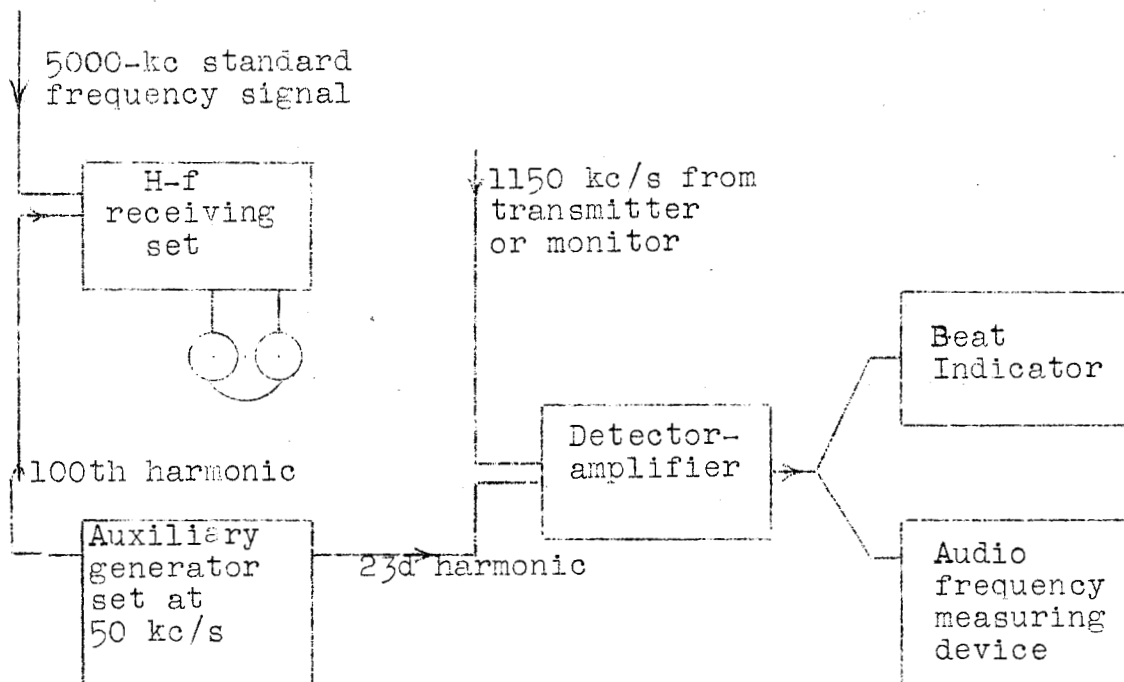 5000-kc standard
frequency signal
H-f
receiving
set
1150 kc/s from
transmitter
or monitor
Beat
Indicator
Detector-
amplifier
100th harmonic
Auxiliary
generator
set at
50 kc/s
23d harmonic
Audio
frequency
measuring
device